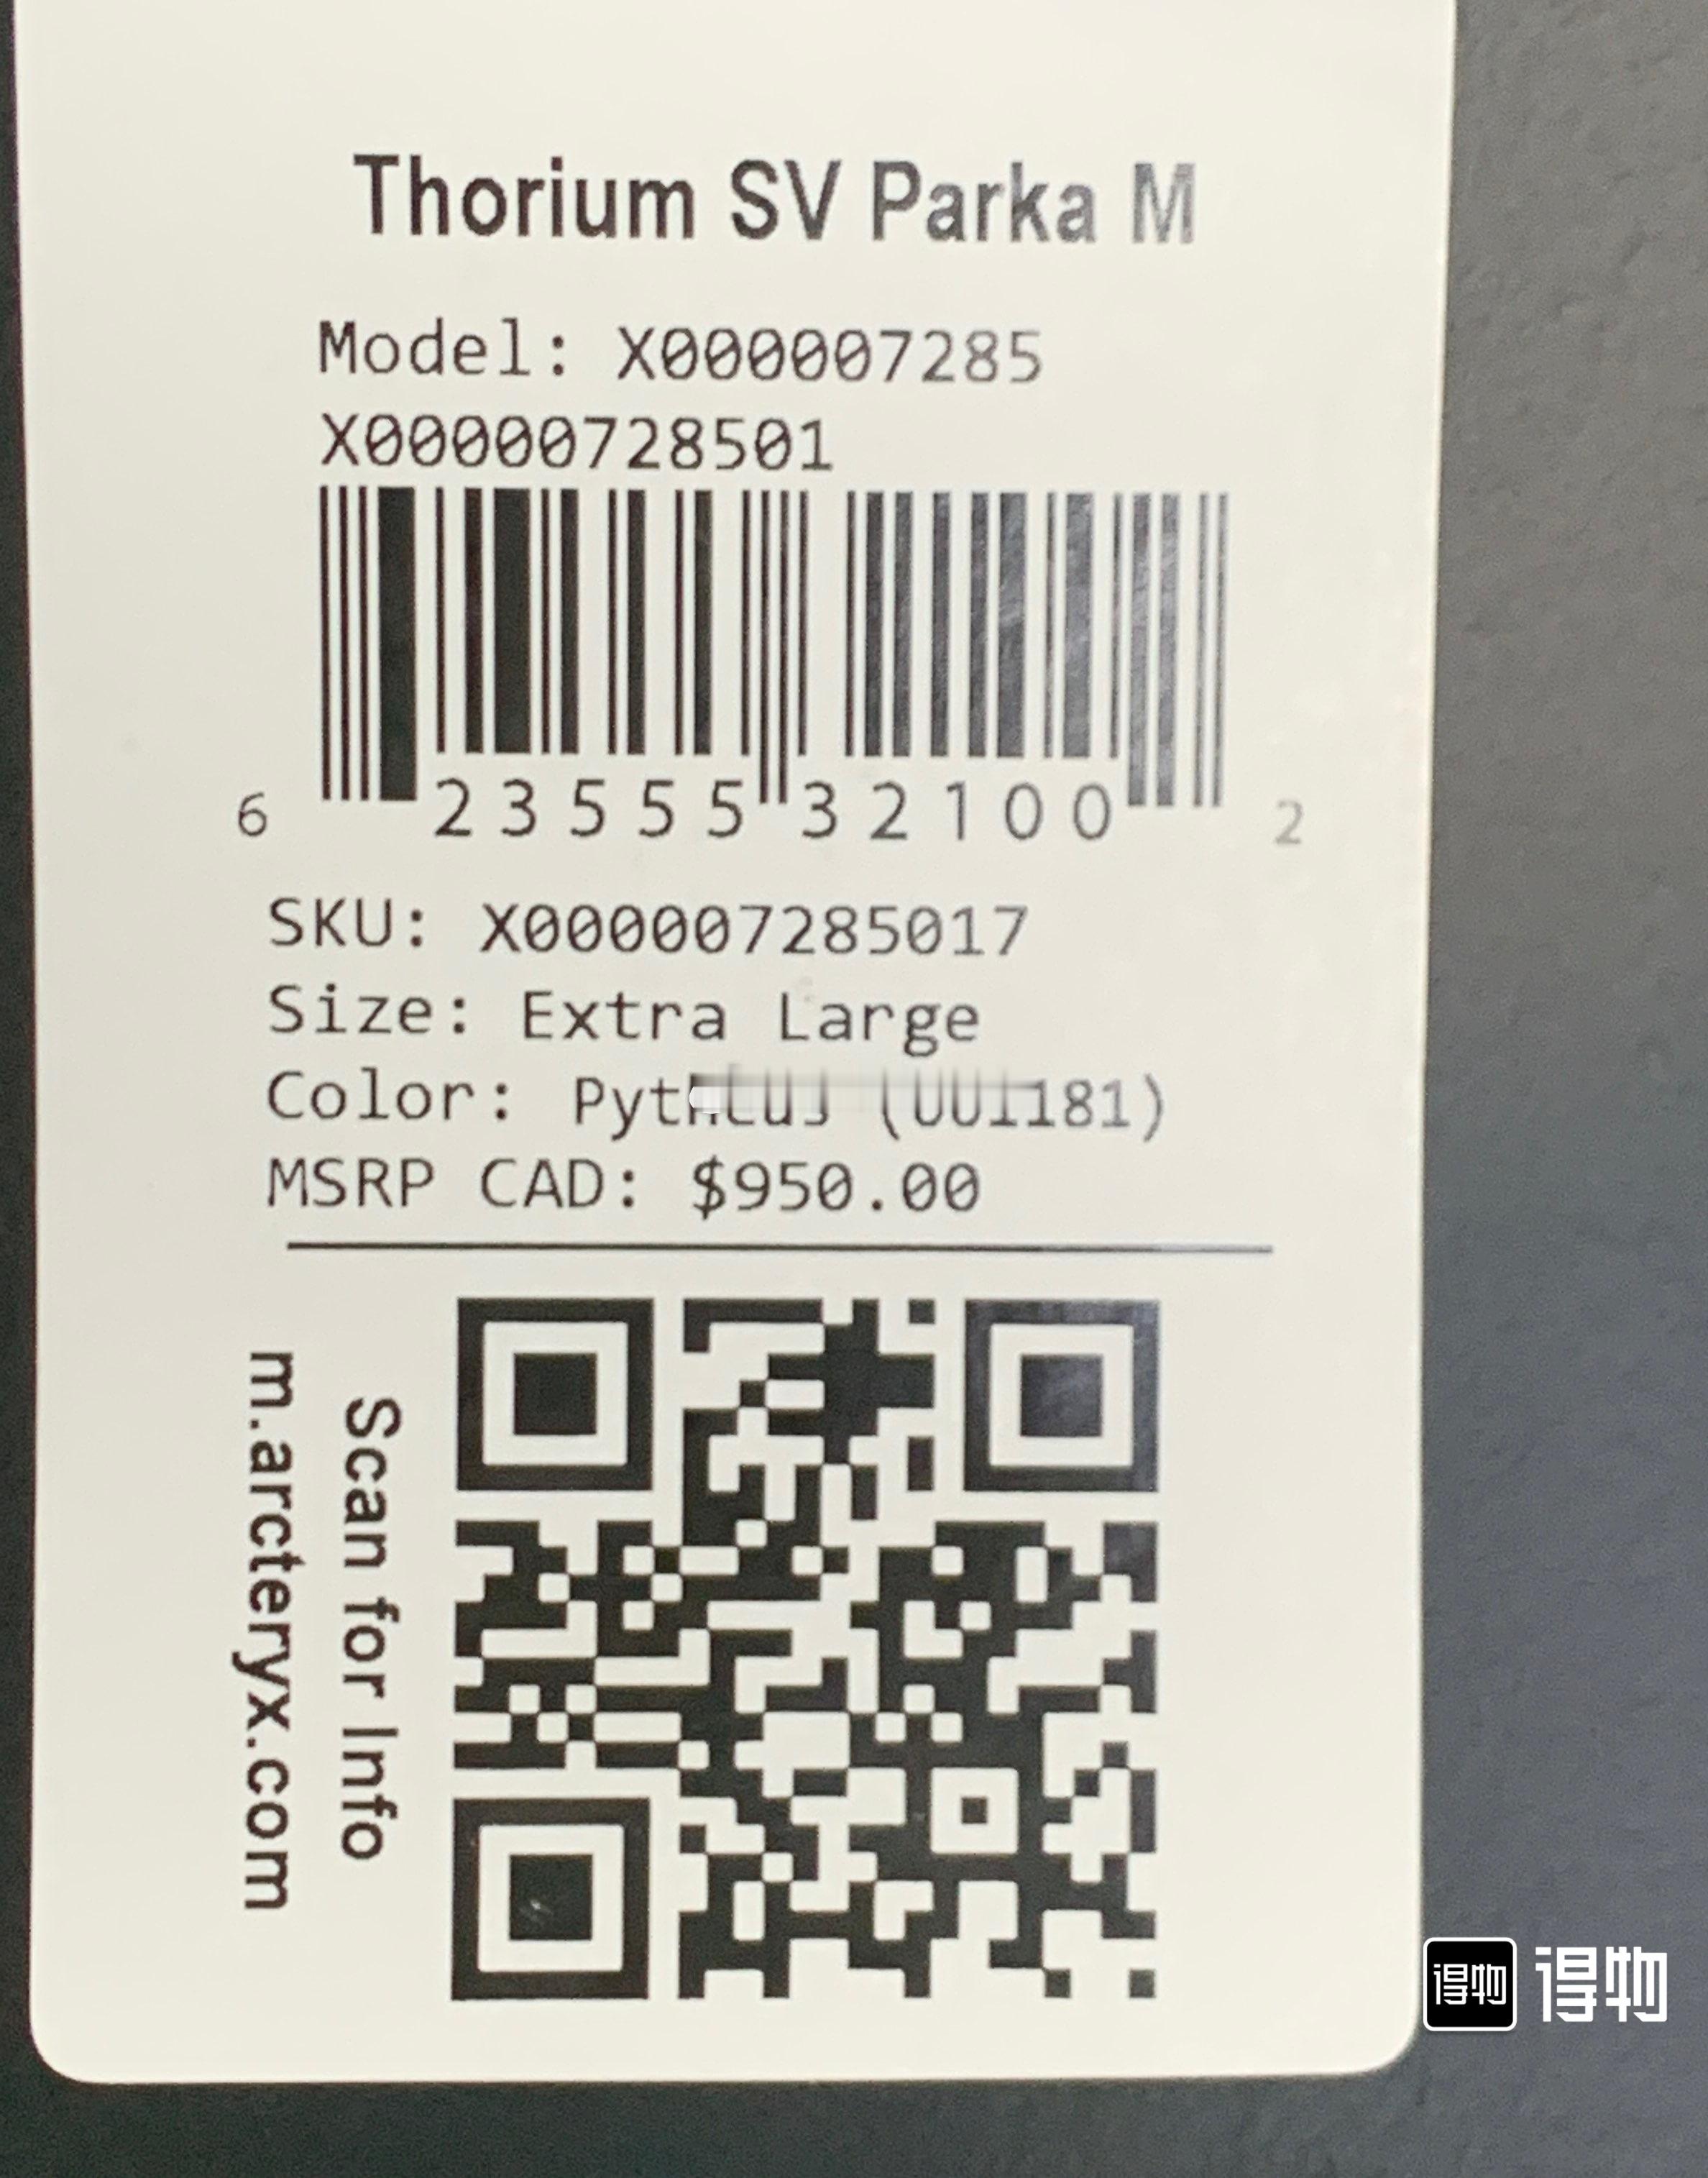 Thorium SV Parka M
Model: X000007285
X00000728501
6 23555 32100 2
SKU: X000007285017
Size: Extra Large
Color:
MSRP CAD: $950.00
Scan for Info
m.arcteryx.com
得物 得物